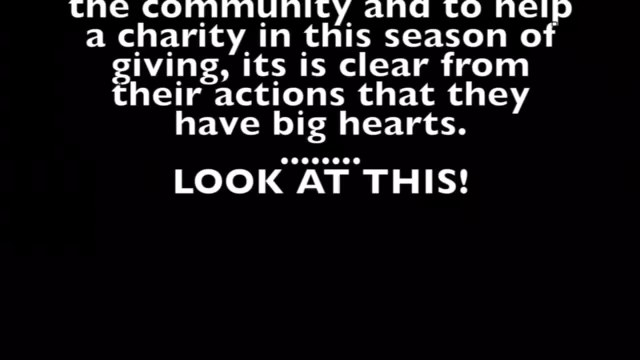 the community and to help
a charity in this season of
giving, its is clear from
their actions that they
have big hearts.
........
LOOK AT THIS!